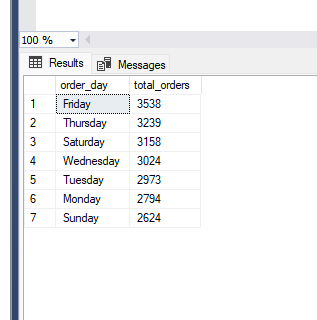 100 %
Results Messages
order_day total_orders
1 Friday 3538
2 Thursday 3239
3 Saturday 3158
4 Wednesday 3024
5 Tuesday 2973
6 Monday 2794
7 Sunday 2624